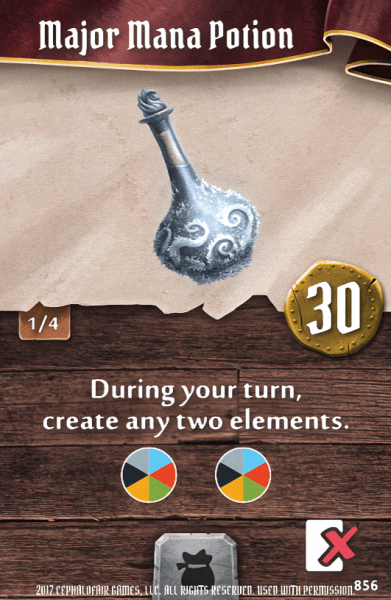 Major Mana Potion
30
1/4
During your turn,
create any two elements.
2017 CEPHALOFAIR GAMES, LLC. ALL RIGHTS RESERVED. USED WITH PERMISSION.
856